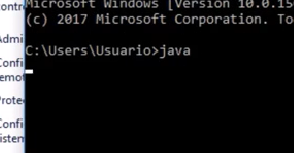 Microsoft Windows [Version 10.0.15
(c) 2017 Microsoft Corporation. To
C:\Users\Usuario>java